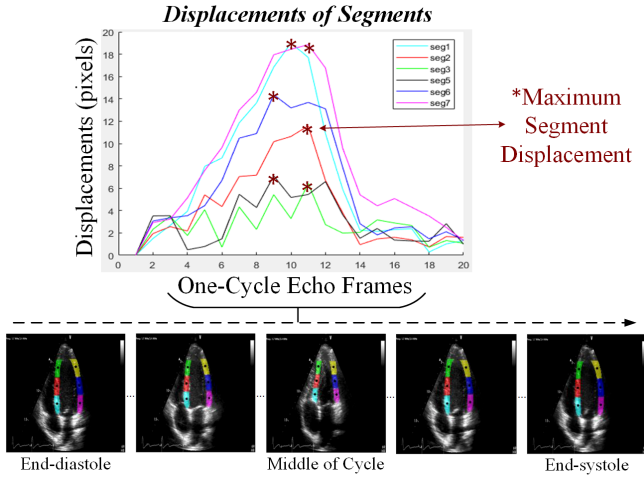 Displacements of Segments
Displacements (pixels)
20
18
16
14
12
10
8
6
4
2
0
0 2 4 6 8 10 12 14 16 18 20
seg1
seg2
seg3
seg5
seg6
seg7
*Maximum
Segment
Displacement
One-Cycle Echo Frames
End-diastole
Middle of Cycle
End-systole